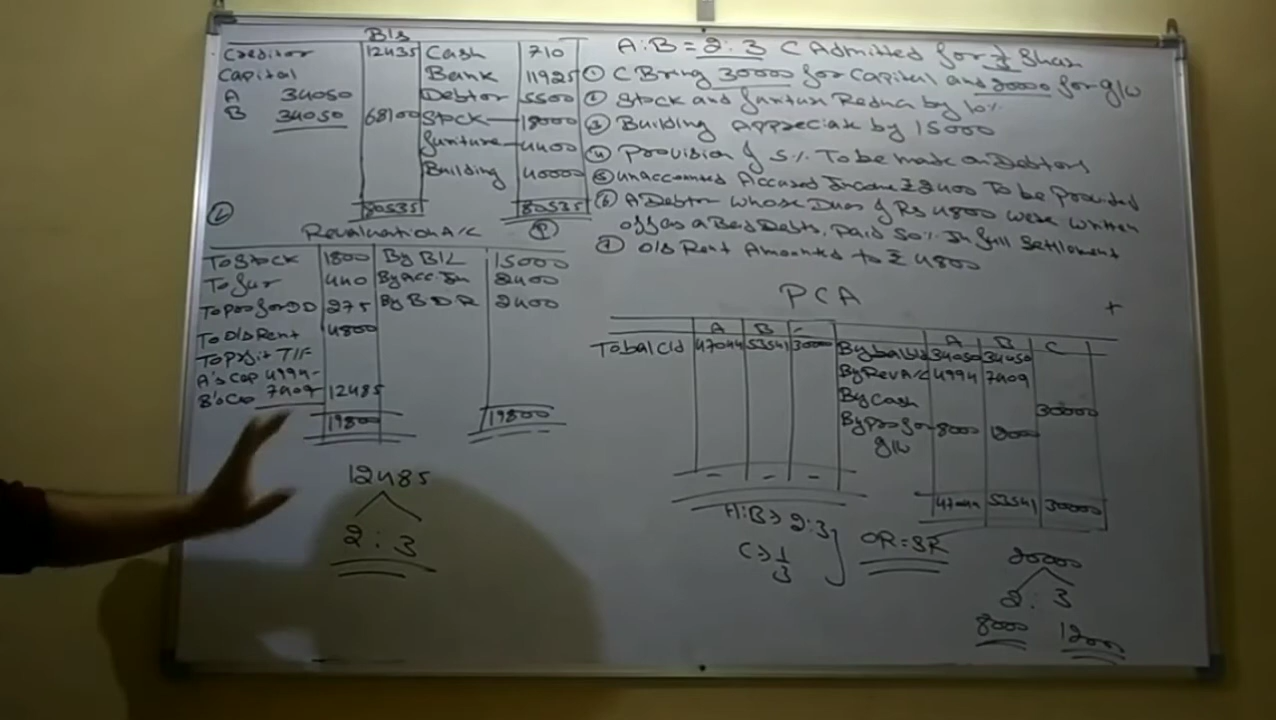 B/S
Creditor 12435 Cash 710
Capital Bank 11925
A 34050 Debtor 5500
B 34050 68100 Stock 18000
furniture 4400
Building 40000
80535 80535
A:B = 2:3 C Admitted for 1/3 Share
① C Bring 30000 for Capital and 20000 for g/w
② Stock and furniture Reduce by 10%
③ Building Appreciate by 15000
④ Provision of 5% To be made on Debtors
⑤ unaccounted Accused Income ₹ 2400 To be provided
⑥ A Debtor whose Dues of Rs 4800 were written
off as a Bad Debts, Paid 50% In full Settlement
⑦ O/s Rent Amounted to ₹ 4800
Revaluation A/C
To Stock 1800 By B/L 15000
To fur 440 By Acc. In 2400
To Pro for DD 275 By B D R 2400
To O/s Rent 4800
To Profit T/F
A's Cap 4994
B's Cap 7409 12485
19800 19800
12485
2 : 3
PCA
A B C A B C
To bal c/d 47044 53541 30000 By bal b/d 34050 34050
By Rev A/C 4994 7409
By Cash 30000
By pro for 8000 12000
g/w
- - - 47044 53541 30000
A:B → 2:3
C → 1/3
OR = SR
20000
2 : 3
8000 12000